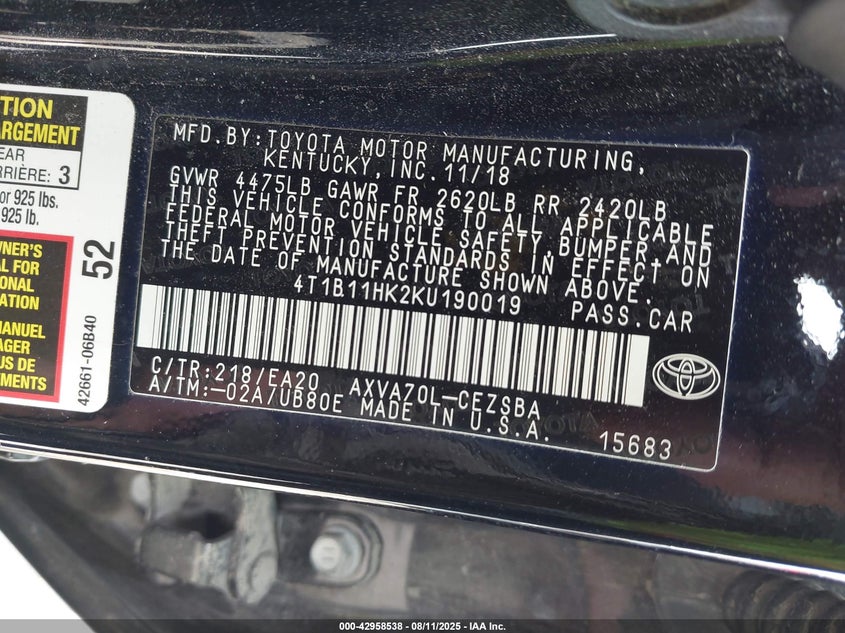 TION
ARGEMENT
EAR
RRIÈRE: 3
or 925 lbs.
925 lb.
WNER'S
AL FOR
TIONAL
ATION
MANUEL
AGER
US DE
EMENTS
52
42661-06B40
MFD.BY:TOYOTA MOTOR MANUFACTURING,
KENTUCKY,INC.11/18
GVWR 4475LB GAWR FR 2620LB RR 2420LB
THIS VEHICLE CONFORMS TO ALL APPLICABLE
FEDERAL MOTOR VEHICLE SAFETY,BUMPER,AND
THEFT PREVENTION STANDARDS IN EFFECT ON
THE DATE OF MANUFACTURE SHOWN ABOVE.
4T1B11HK2KU190019 PASS.CAR
C/TR:218/EA20 AXVA70L-CEZSBA
A/TM:-02A/UB80E MADE IN U.S.A.
15683
000-42958538 - 08/11/2025 - IAA Inc.